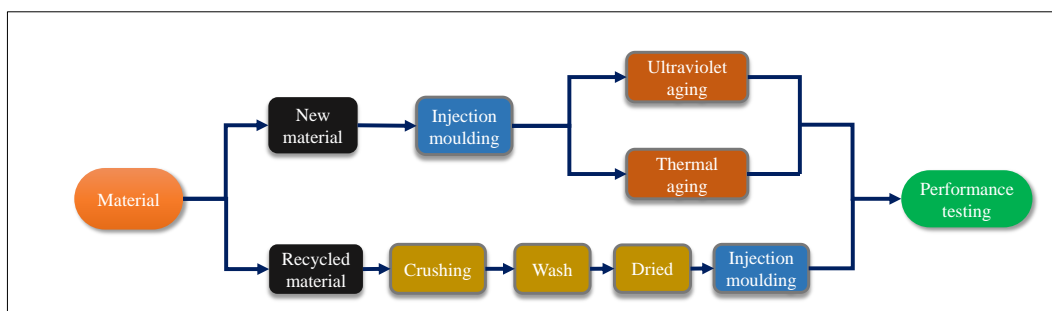 Ultraviolet
aging
New
material
Injection
moulding
Thermal
aging
Material
Performance
testing
Recycled
material
Crushing
Wash
Dried
Injection
moulding